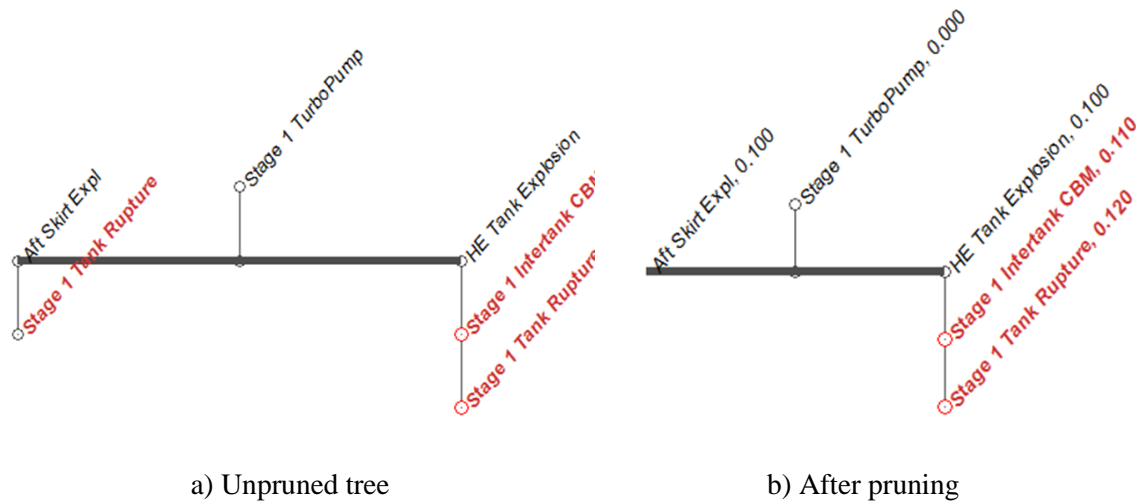 Aft Skirt Expl
Stage 1 Tank Rupture
Stage 1 TurboPump
HE Tank Explosion
Stage 1 Intertank CBM
Stage 1 Tank Rupture
a) Unpruned tree
Aft Skirt Expl, 0.100
Stage 1 TurboPump, 0.000
HE Tank Explosion, 0.100
Stage 1 Intertank CBM, 0.110
Stage 1 Tank Rupture, 0.120
b) After pruning